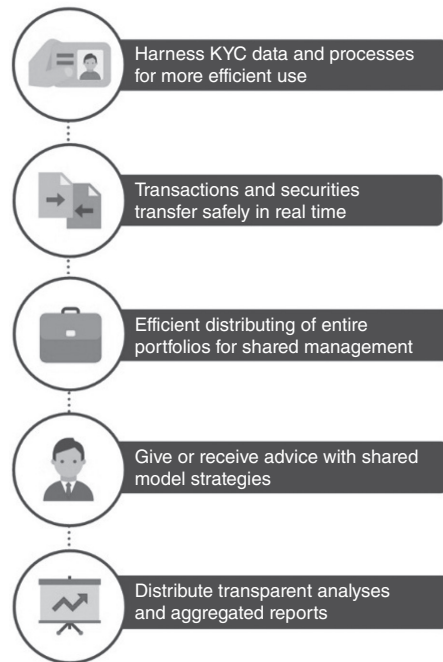 Harness KYC data and processes
for more efficient use
Transactions and securities
transfer safely in real time
Efficient distributing of entire
portfolios for shared management
Give or receive advice with shared
model strategies
Distribute transparent analyses
and aggregated reports